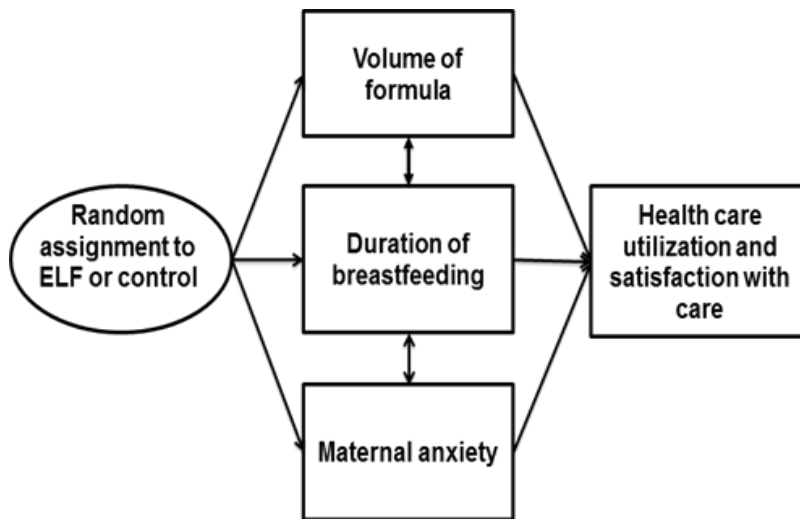 Volume of
formula
Random
assignment to
ELF or control
Duration of
breastfeeding
Health care
utilization and
satisfaction with
care
Maternal anxiety